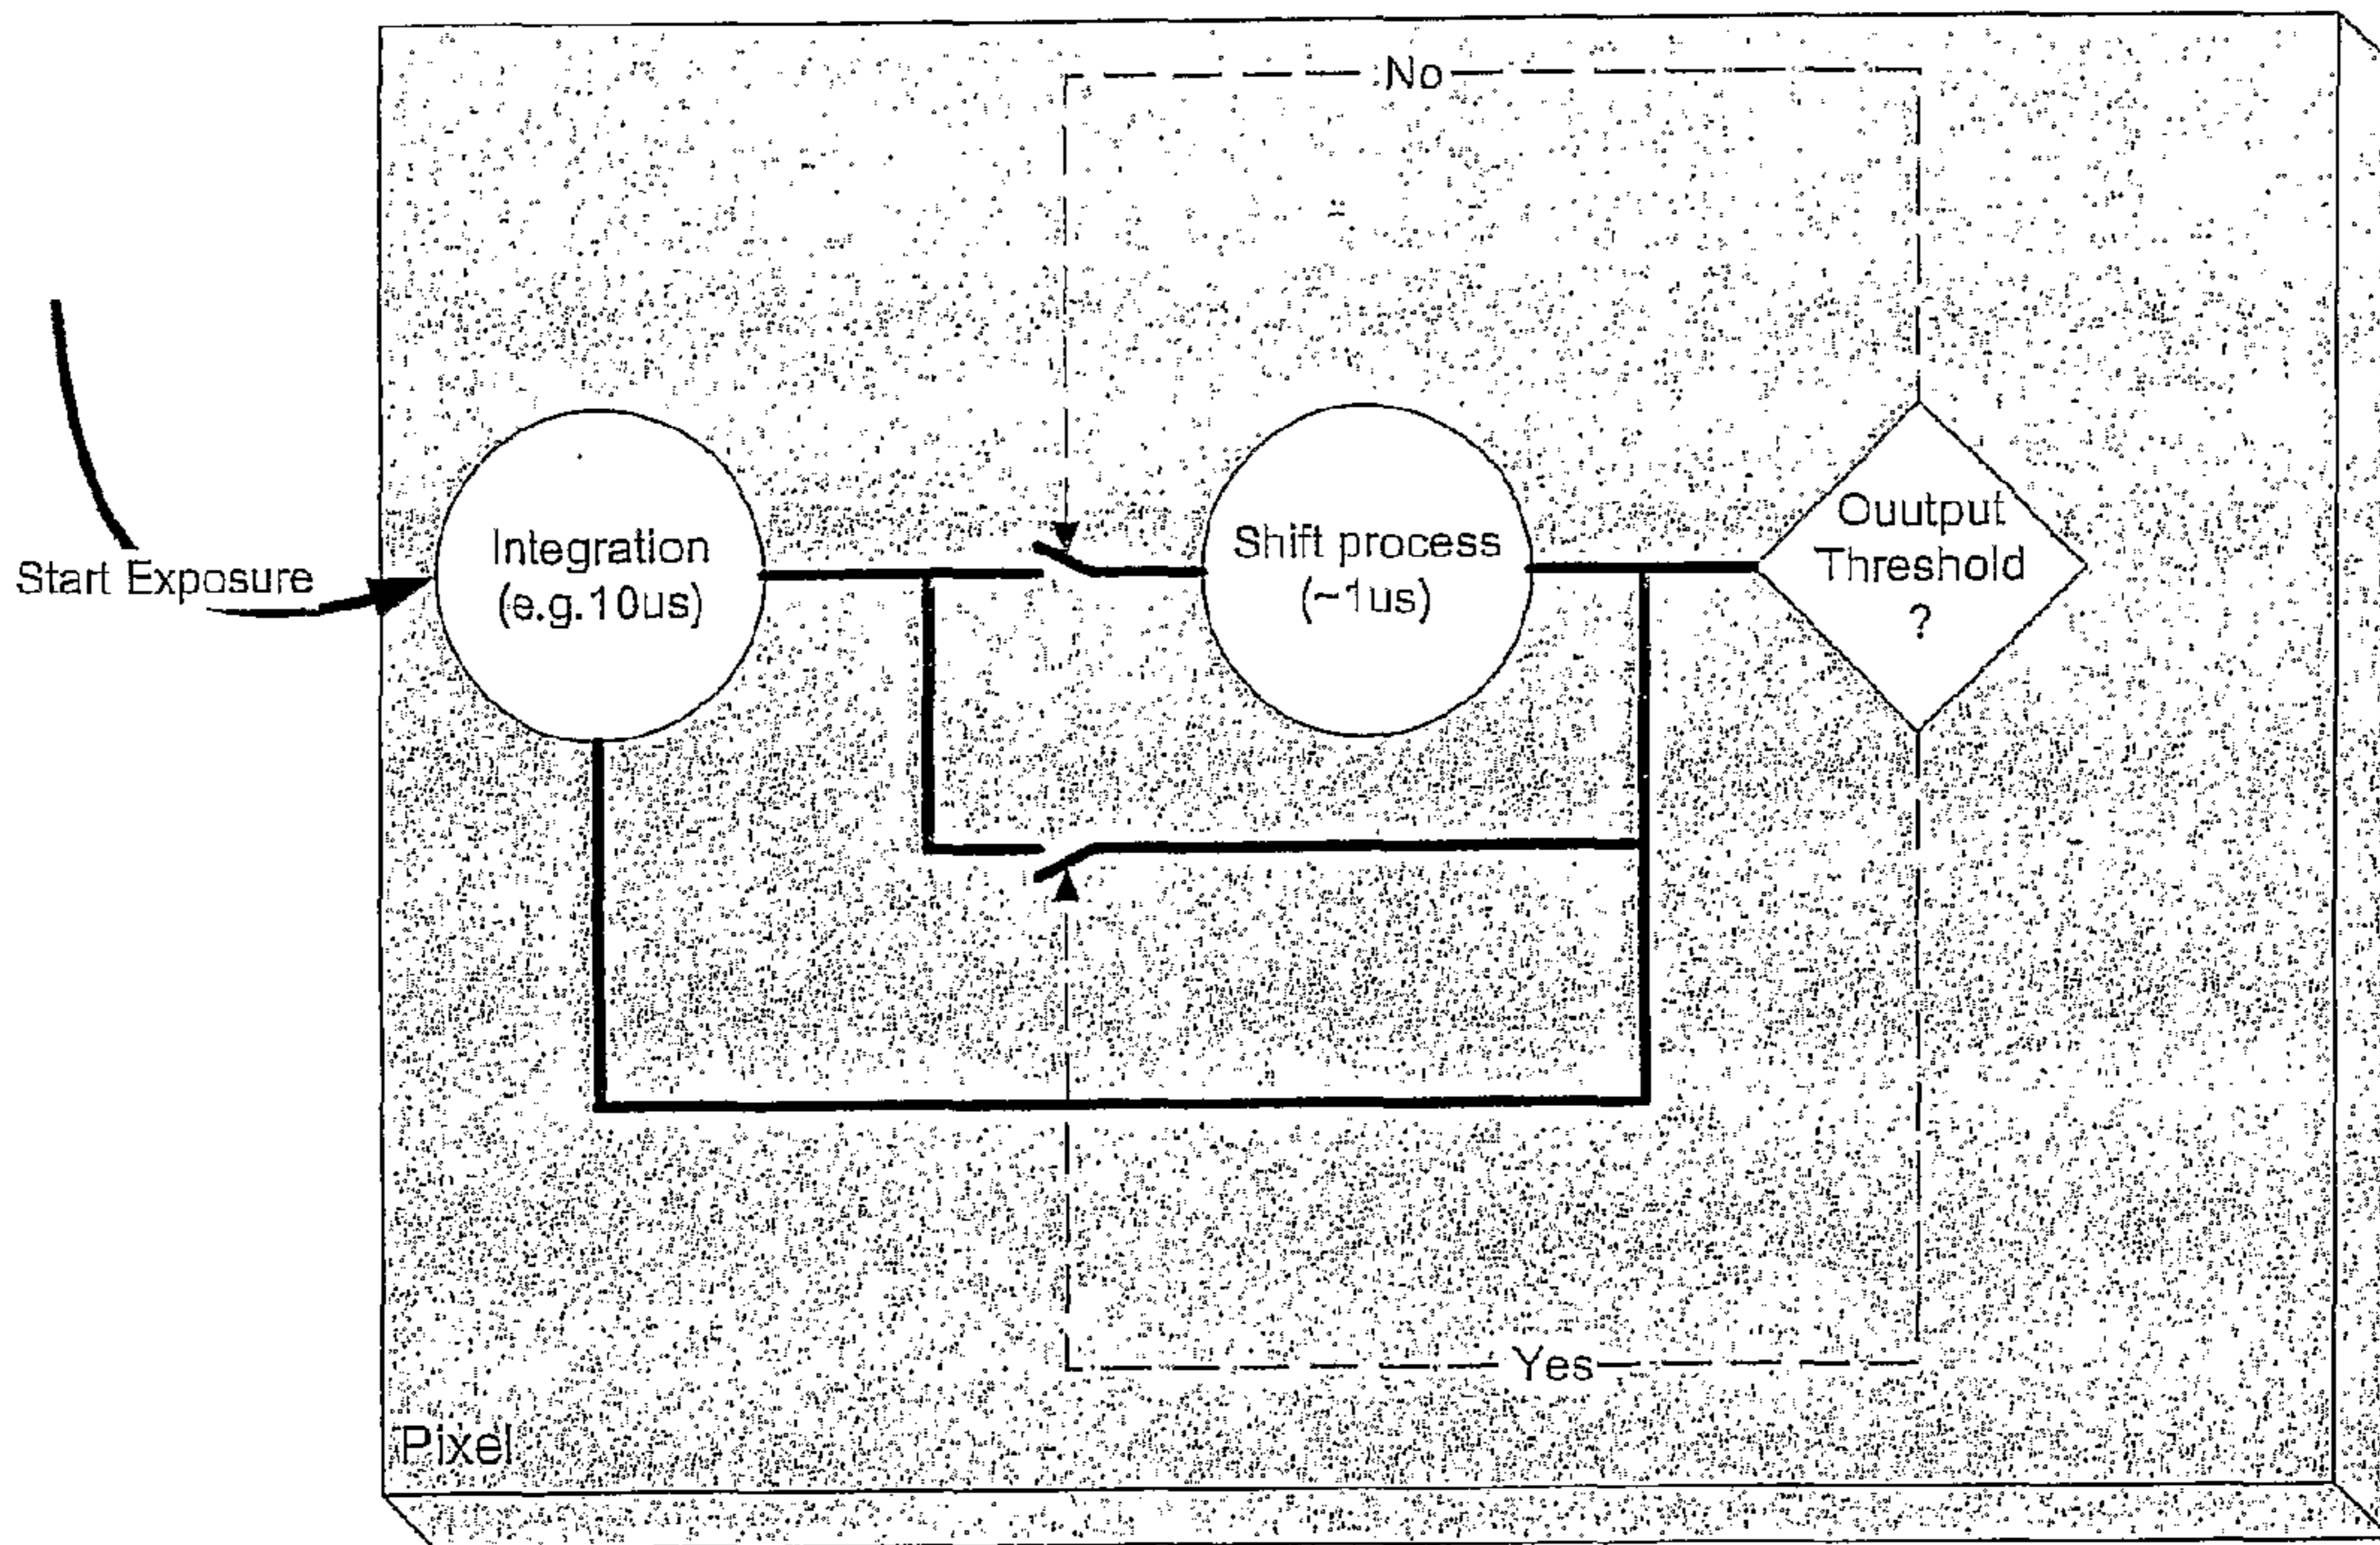 No
Start Exposure
Integration
(e.g.10us)
Shift process
(~1us)
Ouutput
Threshold
?
Yes
Pixel